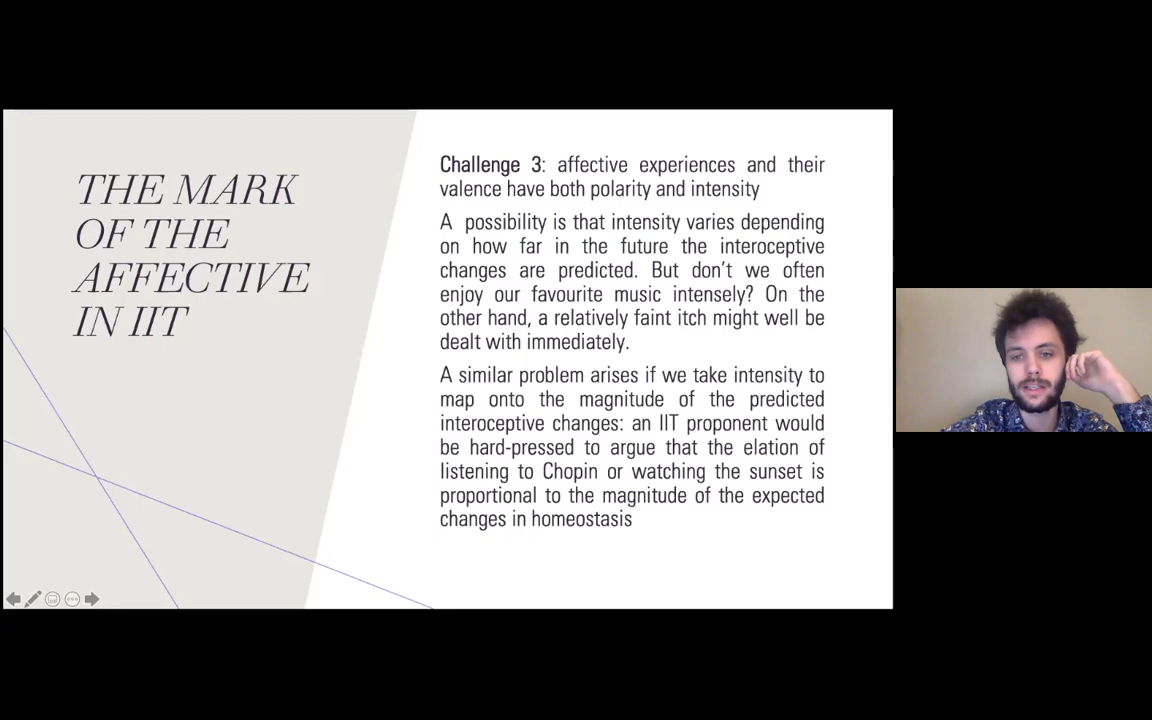 THE MARK
OF THE
AFFECTIVE
IN IIT
Challenge 3: affective experiences and their
valence have both polarity and intensity
A possibility is that intensity varies depending
on how far in the future the interoceptive
changes are predicted. But don't we often
enjoy our favourite music intensely? On the
other hand, a relatively faint itch might well be
dealt with immediately.
A similar problem arises if we take intensity to
map onto the magnitude of the predicted
interoceptive changes: an IIT proponent would
be hard-pressed to argue that the elation of
listening to Chopin or watching the sunset is
proportional to the magnitude of the expected
changes in homeostasis